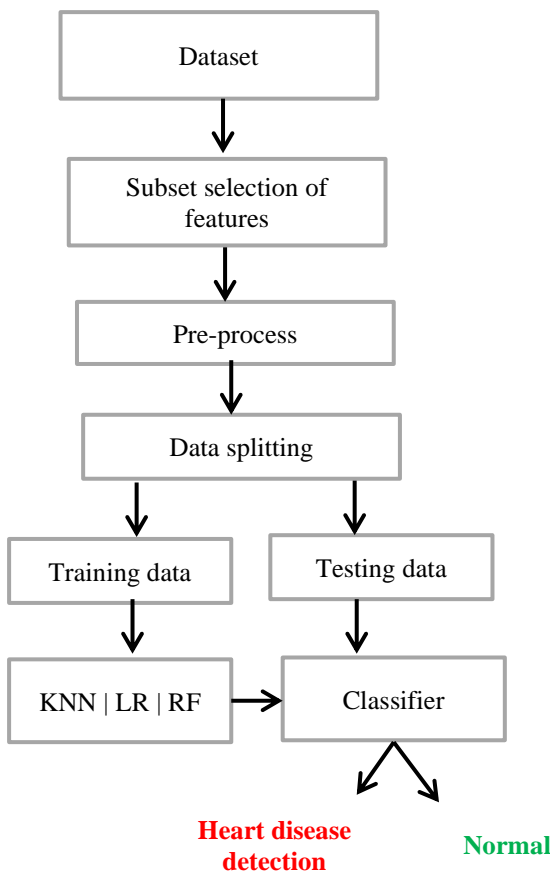 Dataset
Subset selection of
features
Pre-process
Data splitting
Training data
Testing data
KNN | LR | RF
Classifier
Heart disease
detection
Normal